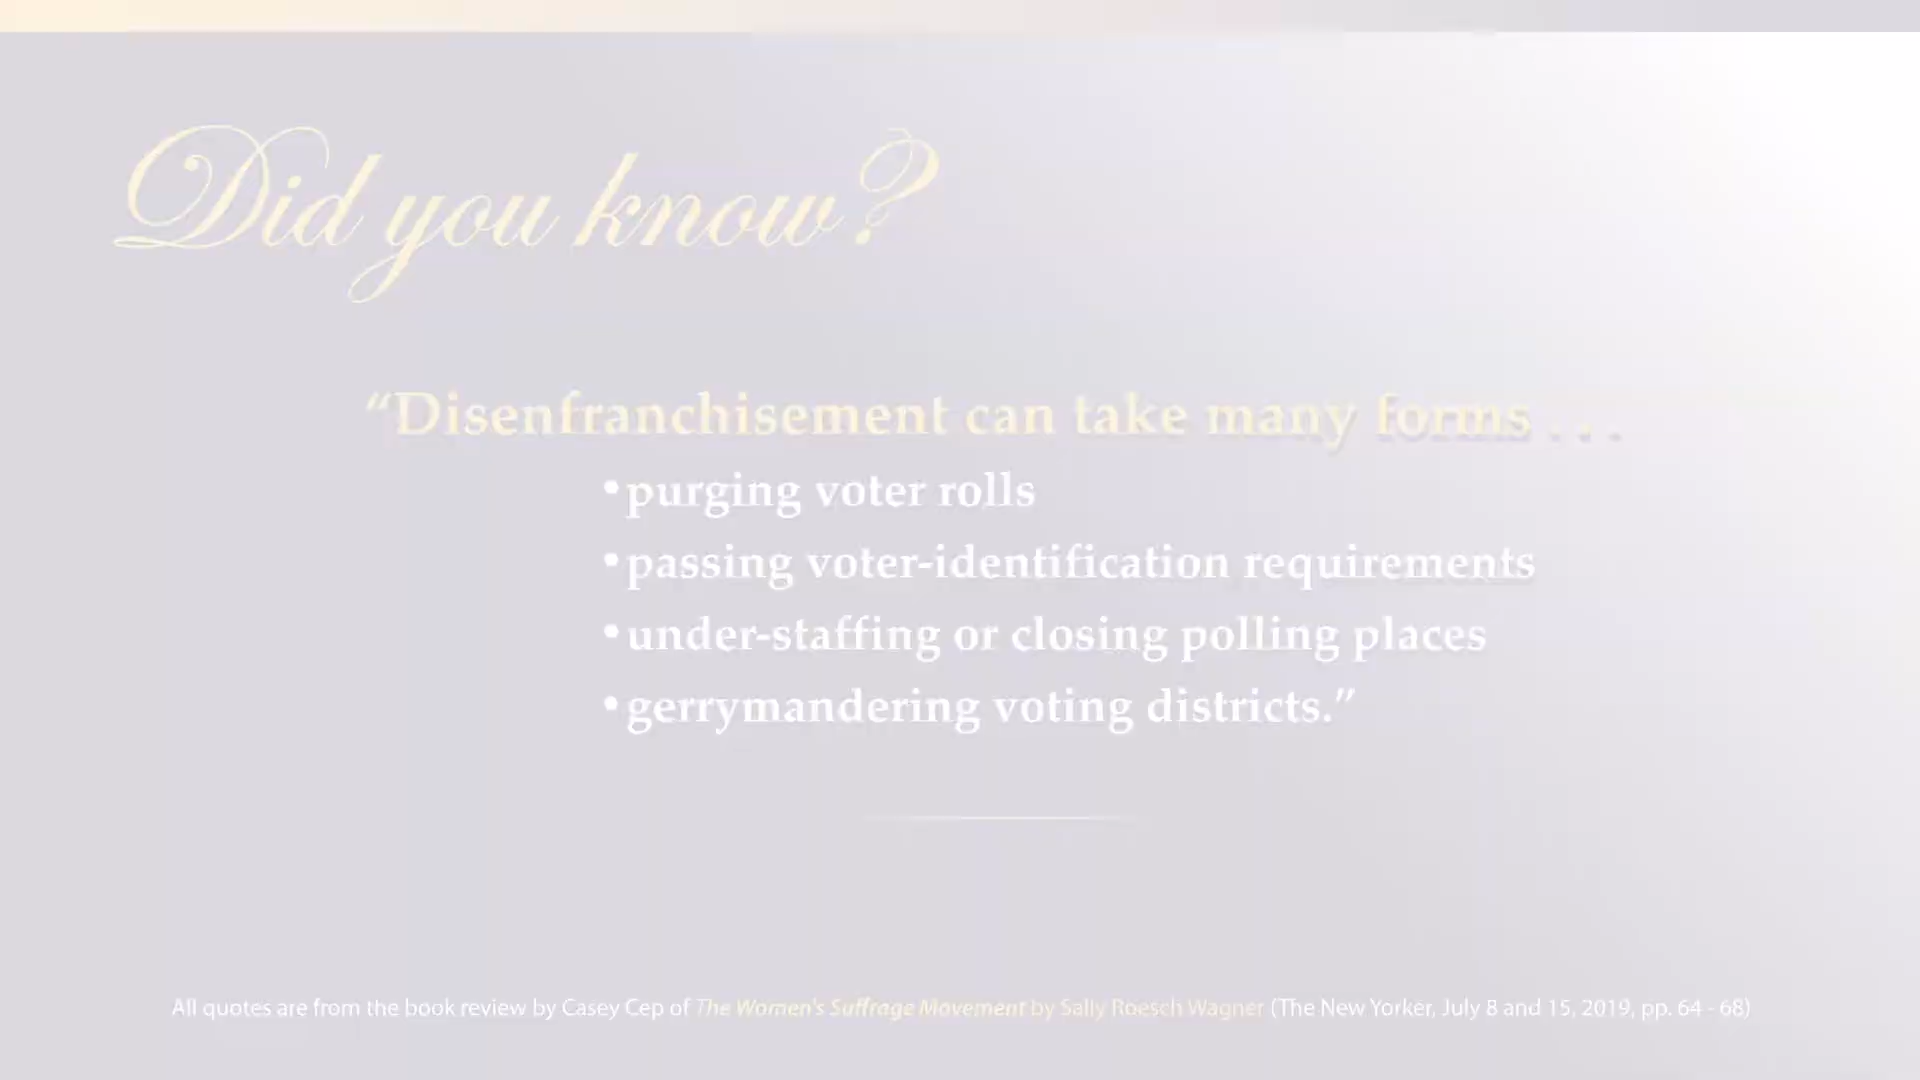 Did you know?
“Disenfranchisement can take many forms . . .
•purging voter rolls
•passing voter-identification requirements
•under-staffing or closing polling places
•gerrymandering voting districts.”
All quotes are from the book review by Casey Cep of The Women's Suffrage Movement by Sally Roesch Wagner (The New Yorker, July 8 and 15, 2019, pp. 64 - 68)